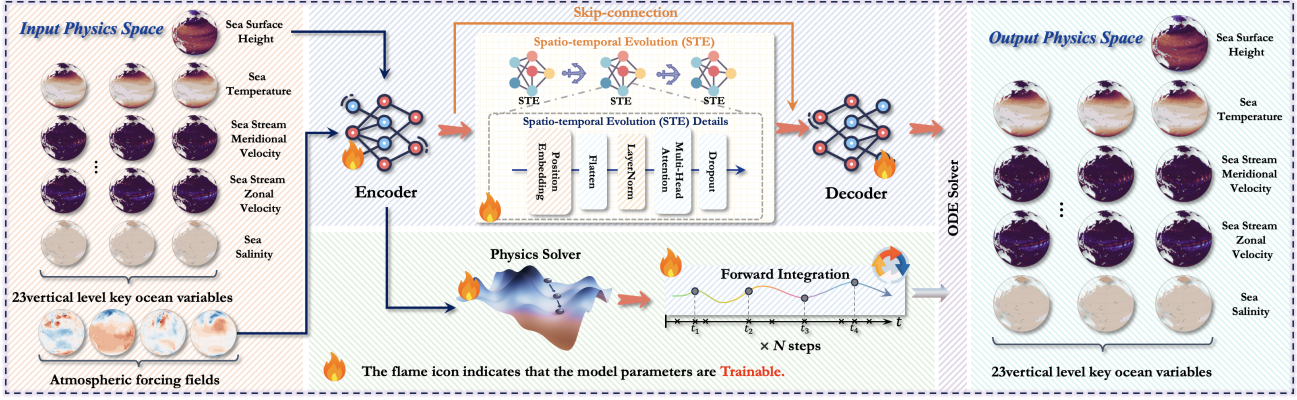 Input Physics Space
Sea Surface
Height
Sea
Temperature
Sea Stream
Meridional
Velocity
...
Sea Stream
Zonal
Velocity
Sea
Salinity
23vertical level key ocean variables
Atmospheric forcing fields
Encoder
Skip-connection
Spatio-temporal Evolution (STE)
STE
STE
STE
Spatio-temporal Evolution (STE) Details
Position
Embedding
Flatten
LayerNorm
Multi-Head
Attention
Dropout
Decoder
Physics Solver
Forward Integration
t1
t2
t3
t4
t
× N steps
The flame icon indicates that the model parameters are Trainable.
ODE Solver
Output Physics Space
Sea Surface
Height
Sea
Temperature
Sea Stream
Meridional
Velocity
...
Sea Stream
Zonal
Velocity
Sea
Salinity
23vertical level key ocean variables